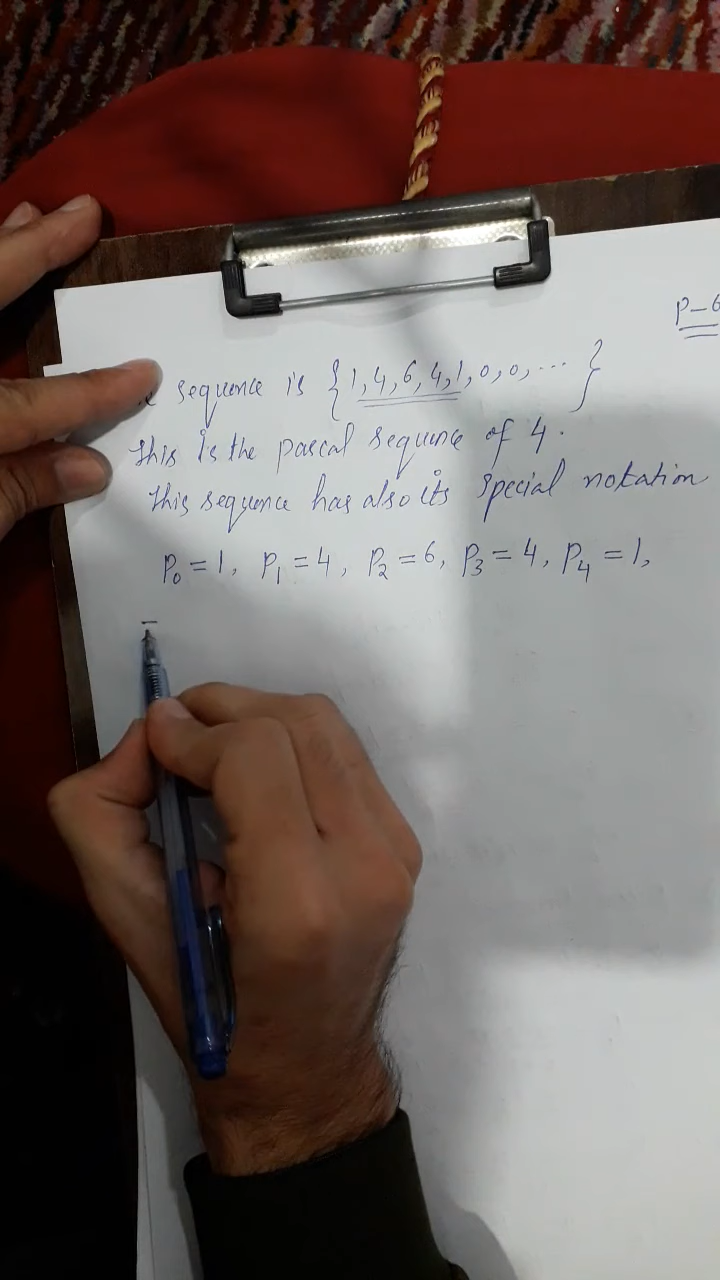 P-6
sequence is {1,4,6,4,1,0,0,... }
this is the pascal sequence of 4.
this sequence has also its special notation
P₀ = 1, P₁ = 4, P₂ = 6, P₃ = 4, P₄ = 1,